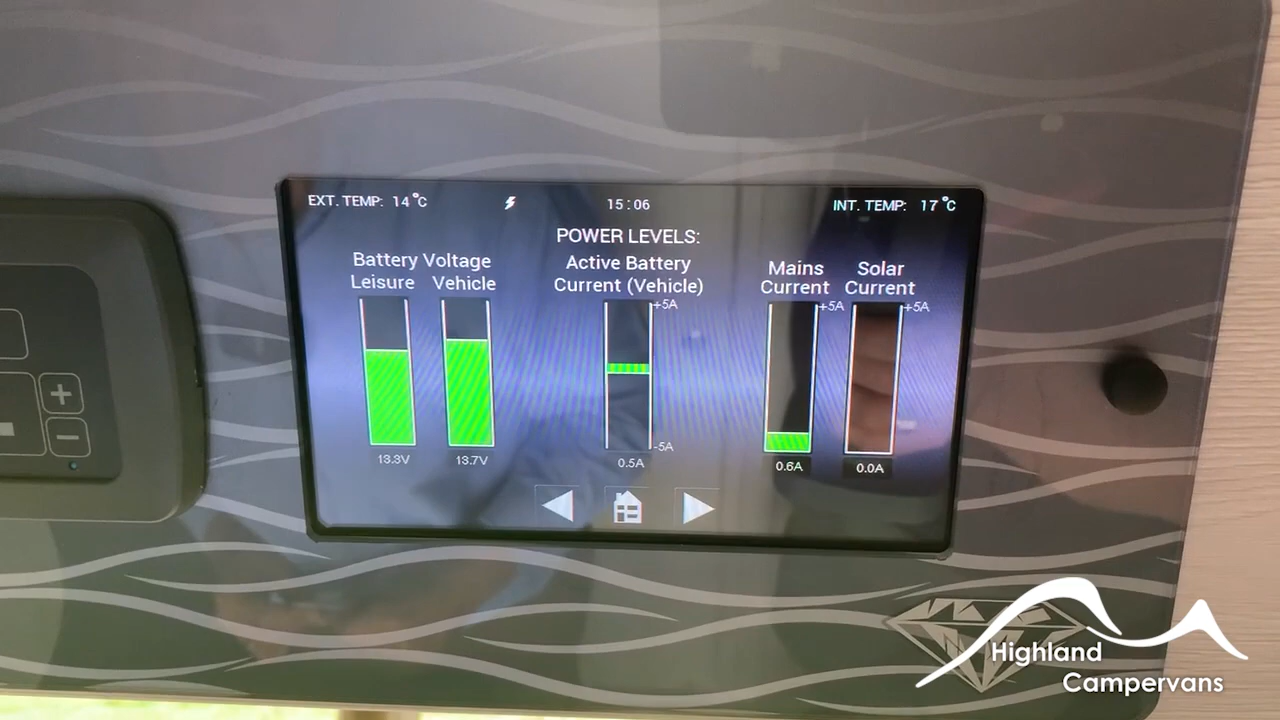 EXT. TEMP: 14°C
15:06
INT. TEMP: 17°C
POWER LEVELS:
Battery Voltage
Leisure Vehicle
Active Battery
Current (Vehicle)
Mains
Current
Solar
Current
+5A
+5A
+5A
-5A
13.3V
13.7V
0.5A
0.6A
0.0A
+
-
Highland
Campervans